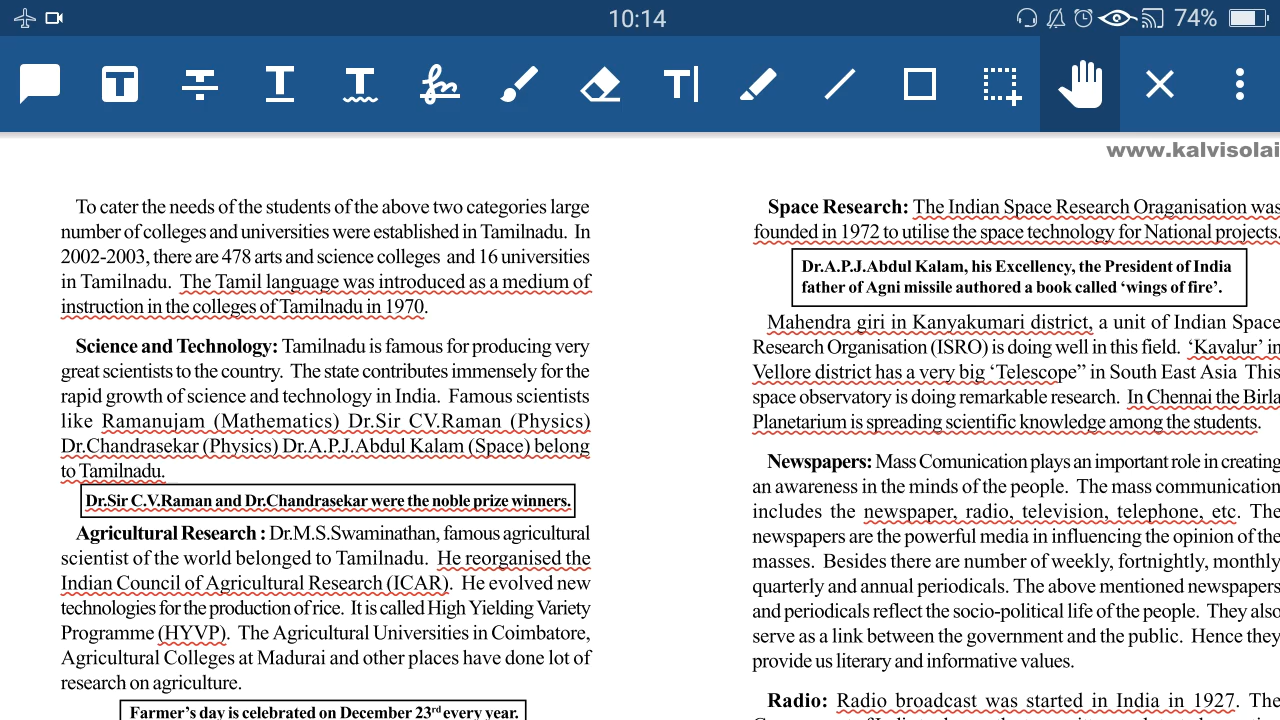 10:14
74%
www.kalvisolai
To cater the needs of the students of the above two categories large
number of colleges and universities were established in Tamilnadu. In
2002-2003, there are 478 arts and science colleges and 16 universities
in Tamilnadu. The Tamil language was introduced as a medium of
instruction in the colleges of Tamilnadu in 1970.
Science and Technology: Tamilnadu is famous for producing very
great scientists to the country. The state contributes immensely for the
rapid growth of science and technology in India. Famous scientists
like Ramanujam (Mathematics) Dr.Sir CV.Raman (Physics)
Dr.Chandrasekar (Physics) Dr.A.P.J.Abdul Kalam (Space) belong
to Tamilnadu.
Dr.Sir C.V.Raman and Dr.Chandrasekar were the noble prize winners.
Agricultural Research : Dr.M.S.Swaminathan, famous agricultural
scientist of the world belonged to Tamilnadu. He reorganised the
Indian Council of Agricultural Research (ICAR). He evolved new
technologies for the production of rice. It is called High Yielding Variety
Programme (HYVP). The Agricultural Universities in Coimbatore,
Agricultural Colleges at Madurai and other places have done lot of
research on agriculture.
Farmer's day is celebrated on December 23rd every year.
Space Research: The Indian Space Research Oraganisation was
founded in 1972 to utilise the space technology for National projects.
Dr.A.P.J.Abdul Kalam, his Excellency, the President of India
father of Agni missile authored a book called ‘wings of fire’.
Mahendra giri in Kanyakumari district, a unit of Indian Space
Research Organisation (ISRO) is doing well in this field. ‘Kavalur’ in
Vellore district has a very big ‘Telescope” in South East Asia This
space observatory is doing remarkable research. In Chennai the Birla
Planetarium is spreading scientific knowledge among the students.
Newspapers: Mass Comunication plays an important role in creating
an awareness in the minds of the people. The mass communication
includes the newspaper, radio, television, telephone, etc. The
newspapers are the powerful media in influencing the opinion of the
masses. Besides there are number of weekly, fortnightly, monthly
quarterly and annual periodicals. The above mentioned newspapers
and periodicals reflect the socio-political life of the people. They also
serve as a link between the government and the public. Hence they
provide us literary and informative values.
Radio: Radio broadcast was started in India in 1927. The